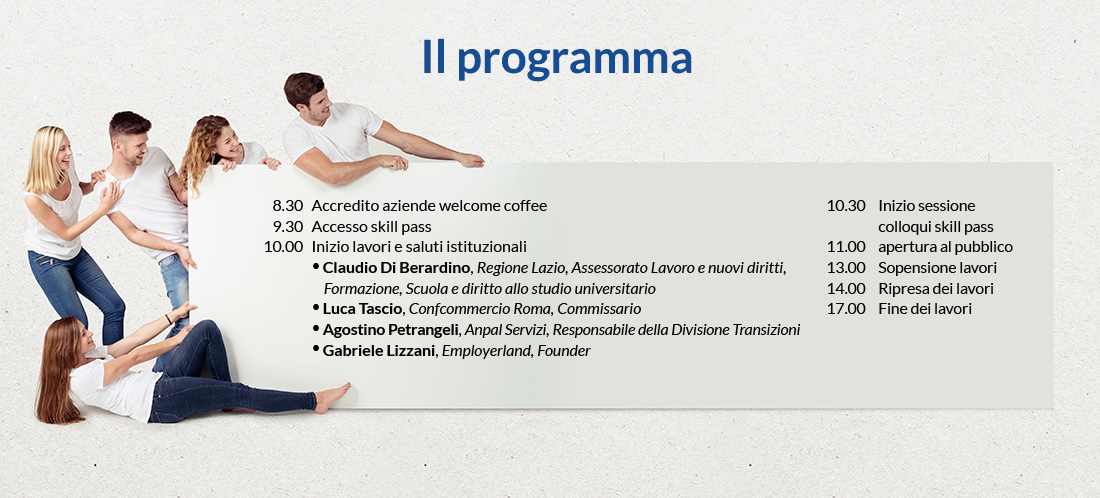 Il programma
8.30 Accredito aziende welcome coffee
9.30 Accesso skill pass
10.00 Inizio lavori e saluti istituzionali
• Claudio Di Berardino, Regione Lazio, Assessorato Lavoro e nuovi diritti,
Formazione, Scuola e diritto allo studio universitario
• Luca Tascio, Confcommercio Roma, Commissario
• Agostino Petrangeli, Anpal Servizi, Responsabile della Divisione Transizioni
• Gabriele Lizzani, Employerland, Founder
10.30 Inizio sessione
colloqui skill pass
11.00 apertura al pubblico
13.00 Sopensione lavori
14.00 Ripresa dei lavori
17.00 Fine dei lavori